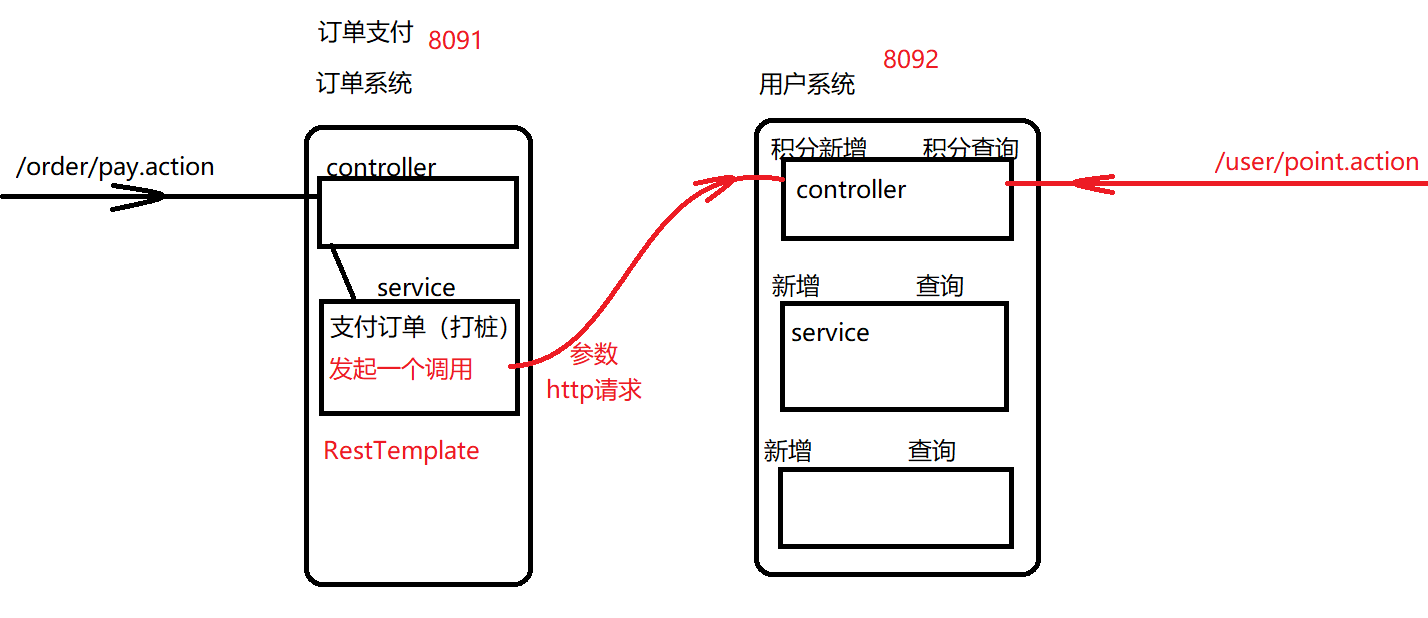 订单支付
8091
订单系统
/order/pay.action
controller
service
支付订单（打桩）
发起一个调用
RestTemplate
参数
http请求
8092
用户系统
积分新增
积分查询
controller
/user/point.action
新增
查询
service
新增
查询